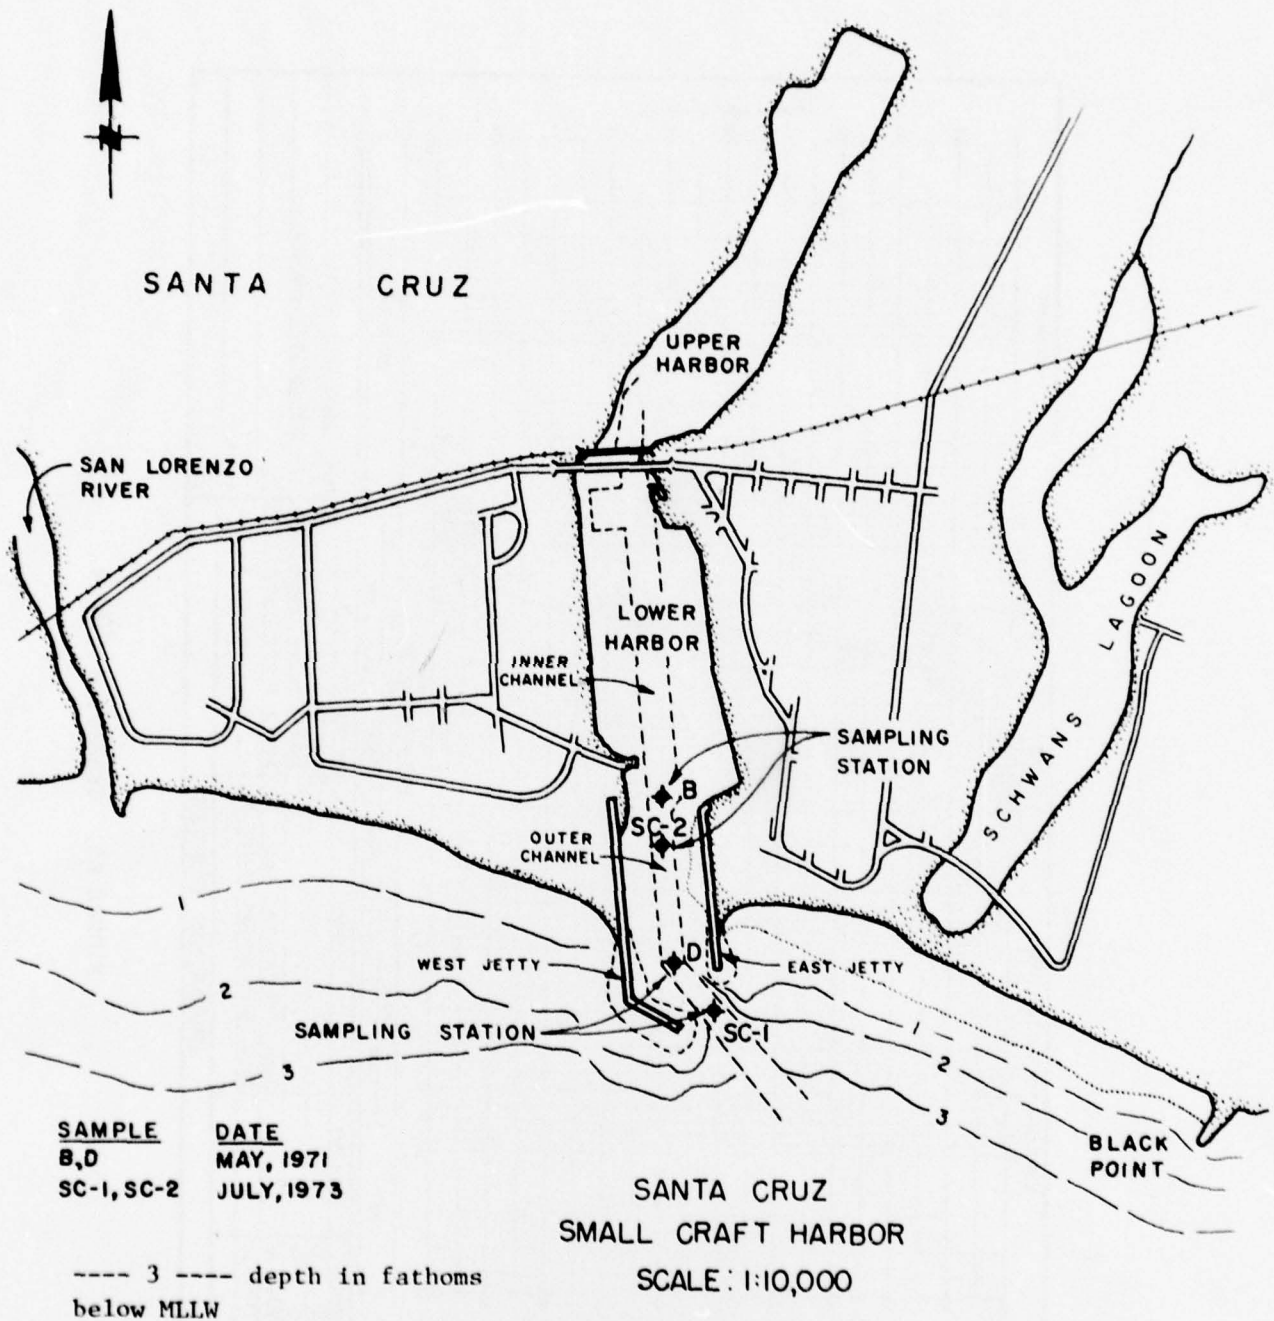 SANTA CRUZ
UPPER
HARBOR
SAN LORENZO
RIVER
LOWER
HARBOR
INNER
CHANNEL
SCHWANS LAGOON
SAMPLING
STATION
B
SC-2
OUTER
CHANNEL
D
WEST JETTY
EAST JETTY
SAMPLING STATION
SC-1
1
2
3
1
2
3
BLACK
POINT
SAMPLE DATE
B,D MAY, 1971
SC-1, SC-2 JULY, 1973
---- 3 ---- depth in fathoms
below MLLW
SANTA CRUZ
SMALL CRAFT HARBOR
SCALE: 1:10,000